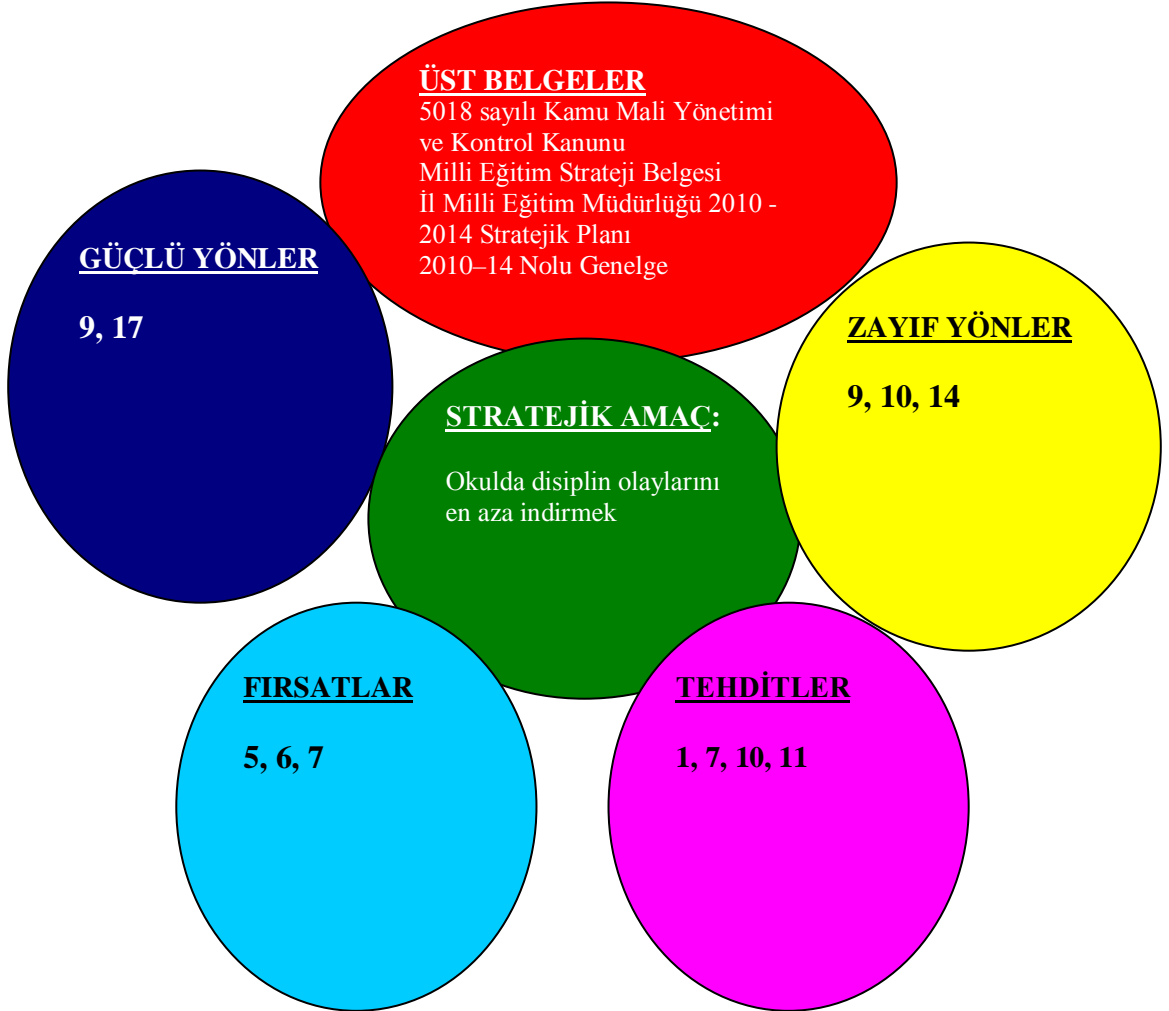 ÜST BELGELER
5018 sayılı Kamu Mali Yönetimi
ve Kontrol Kanunu
Milli Eğitim Strateji Belgesi
İl Milli Eğitim Müdürlüğü 2010 -
2014 Stratejik Planı
2010–14 Nolu Genelge
GÜÇLÜ YÖNLER
9, 17
ZAYIF YÖNLER
9, 10, 14
STRATEJİK AMAÇ:
Okulda disiplin olaylarını
en aza indirmek
FIRSATLAR
5, 6, 7
TEHDİTLER
1, 7, 10, 11